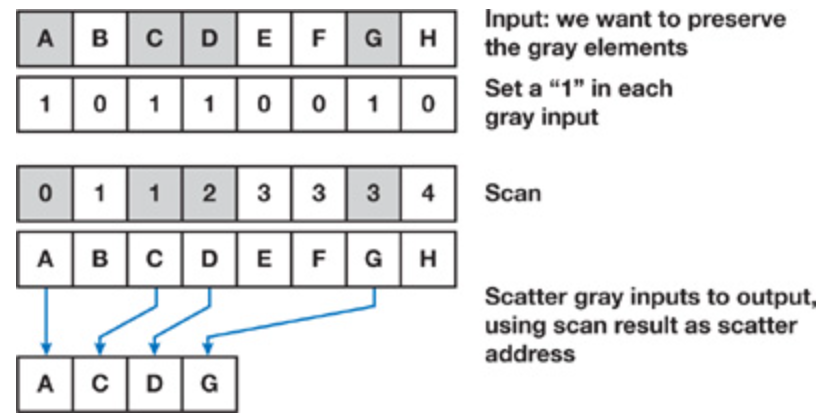 A B C D E F G H
Input: we want to preserve
the gray elements
1 0 1 1 0 0 1 0
Set a “1” in each
gray input
0 1 1 2 3 3 3 4
Scan
A B C D E F G H
Scatter gray inputs to output,
using scan result as scatter
address
A C D G